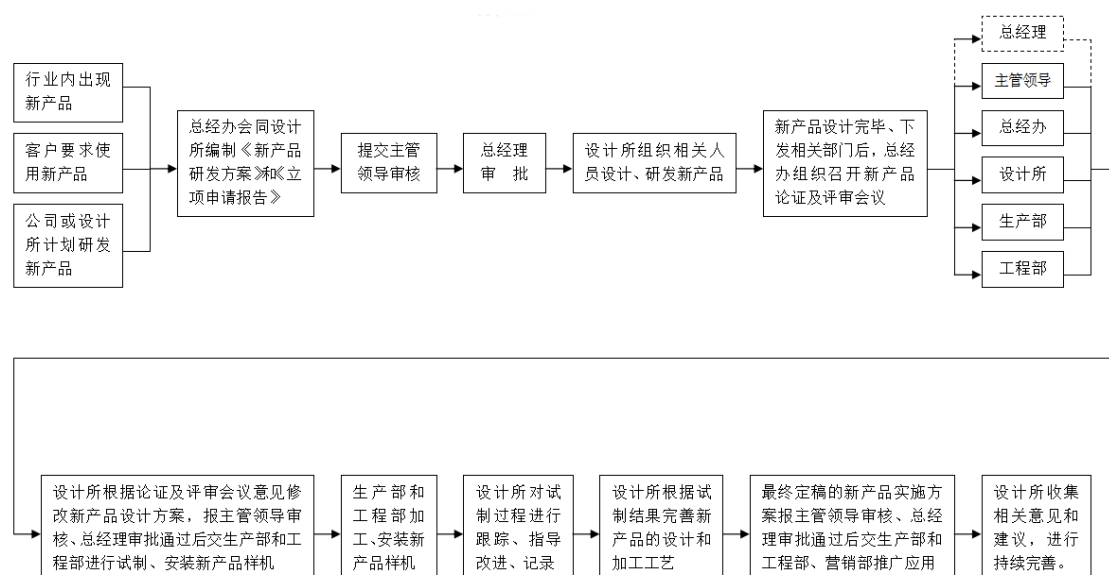 行业内出现
新产品
客户要求使
用新产品
公司或设计
所计划研发
新产品
总经办会同设计
所编制《新产品
研发方案》和《立
项申请报告》
提交主管
领导审核
总经理
审 批
设计所组织相关人
员设计、研发新产品
新产品设计完毕、下
发相关部门后，总经
办组织召开新产品
论证及评审会议
总经理
主管领导
总经办
设计所
生产部
工程部
设计所根据论证及评审会议意见修
改新产品设计方案，报主管领导审
核、总经理审批通过后交生产部和工
程部进行试制、安装新产品样机
生产部和
工程部加
工、安装新
产品样机
设计所对试
制过程进行
跟踪、指导
改进、记录
设计所根据试
制结果完善新
产品的设计和
加工工艺
最终定稿的新产品实施方
案报主管领导审核、总经
理审批通过后交生产部和
工程部、营销部推广应用
设计所收集
相关意见和
建议，进行
持续完善。